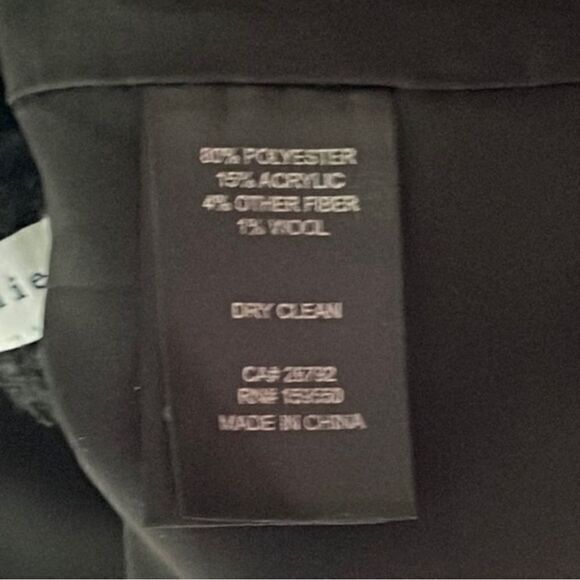 80% POLYESTER
15% ACRYLIC
4% OTHER FIBER
1% WOOL
DRY CLEAN
CA# 26792
MADE IN CHINA